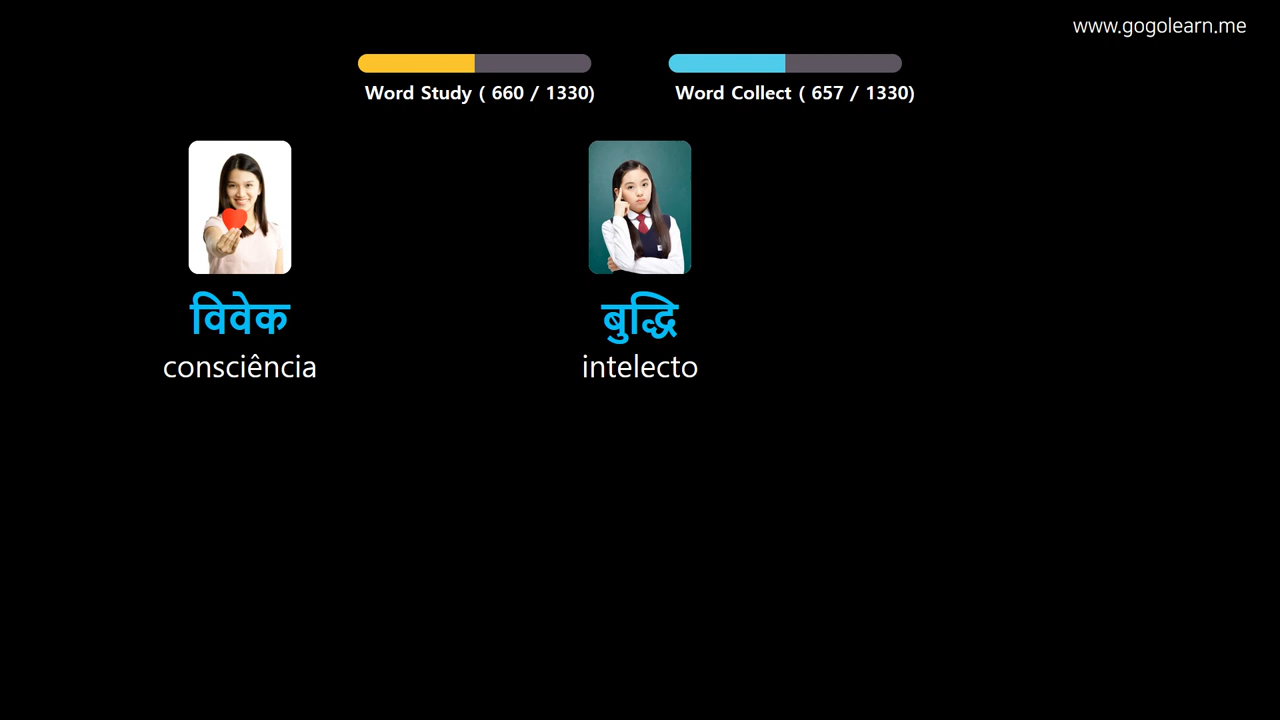 www.gogolearn.me
Word Study ( 660 / 1330)
Word Collect ( 657 / 1330)
विवेक
consciência
बुद्धि
intelecto